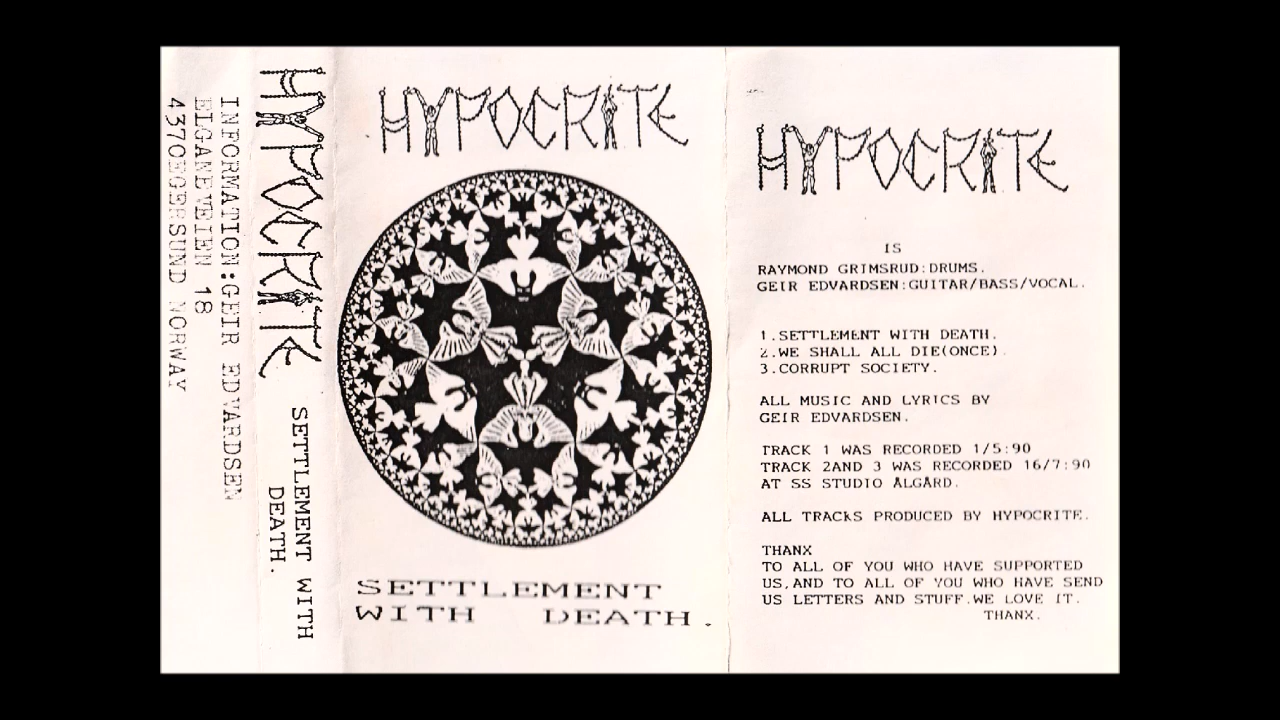 INFORMATION:GEIR EDVARDSEN
ELGANEVEIEN 18
4370EGERSUND NORWAY
HYPOCRITE
SETTLEMENT WITH
DEATH.
HYPOCRITE
SETTLEMENT
WITH DEATH.
HYPOCRITE
IS
RAYMOND GRIMSRUD:DRUMS.
GEIR EDVARDSEN:GUITAR/BASS/VOCAL.
1.SETTLEMENT WITH DEATH.
2.WE SHALL ALL DIE(ONCE).
3.CORRUPT SOCIETY.
ALL MUSIC AND LYRICS BY
GEIR EDVARDSEN.
TRACK 1 WAS RECORDED 1/5:90
TRACK 2AND 3 WAS RECORDED 16/7:90
AT SS STUDIO ÅLGÅRD.
ALL TRACKS PRODUCED BY HYPOCRITE.
THANX
TO ALL OF YOU WHO HAVE SUPPORTED
US,AND TO ALL OF YOU WHO HAVE SEND
US LETTERS AND STUFF.WE LOVE IT.
THANX.